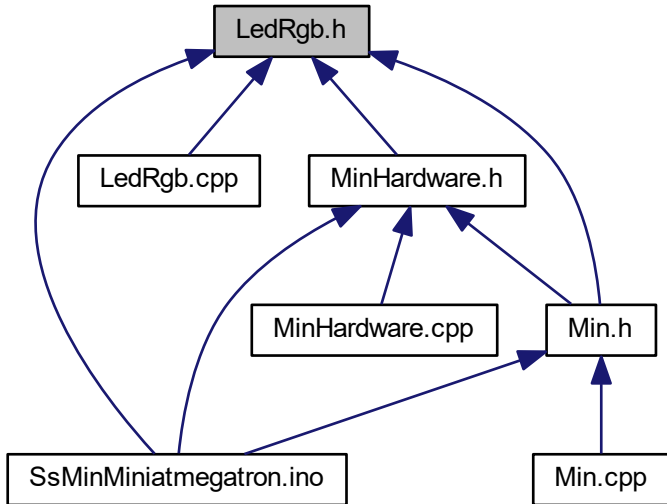 LedRgb.h
LedRgb.cpp
MinHardware.h
MinHardware.cpp
Min.h
SsMinMiniatmegatron.ino
Min.cpp